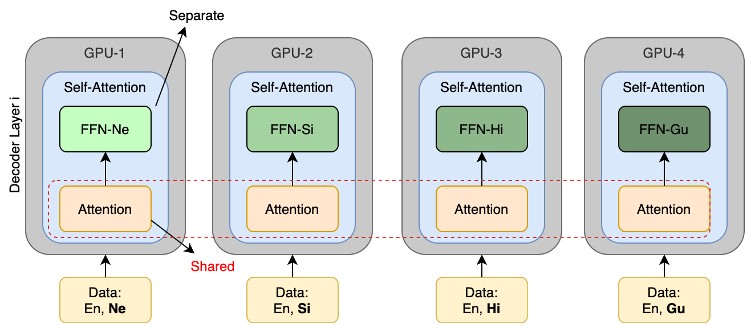 Separate
GPU-1
GPU-2
GPU-3
GPU-4
Decoder Layer i
Self-Attention
Self-Attention
Self-Attention
Self-Attention
FFN-Ne
FFN-Si
FFN-Hi
FFN-Gu
Attention
Attention
Attention
Attention
Shared
Data:
En, Ne
Data:
En, Si
Data:
En, Hi
Data:
En, Gu